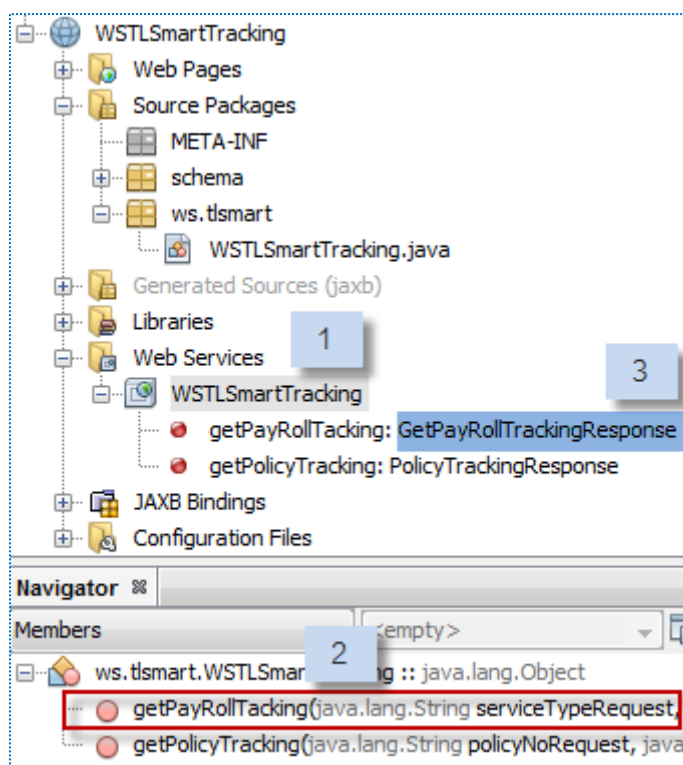 WSTLSmartTracking
Web Pages
Source Packages
META-INF
schema
ws.tlsmart
WSTLSmartTracking.java
Generated Sources (jaxb)
Libraries
1
Web Services
3
WSTLSmartTracking
getPayRollTacking: GetPayRollTrackingResponse
getPolicyTracking: PolicyTrackingResponse
JAXB Bindings
Configuration Files
Navigator
Members <empty>
2
ws.tlsmart.WSTLSmar ng :: java.lang.Object
getPayRollTacking(java.lang.String serviceTypeRequest,
getPolicyTracking(java.lang.String policyNoRequest, java